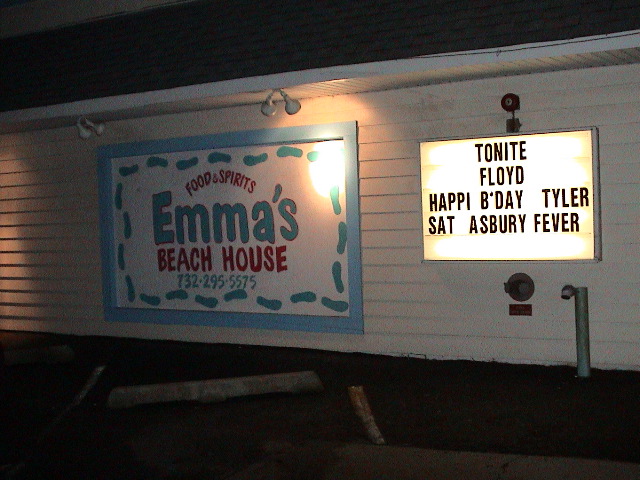 FOOD & SPIRITS
Emma's
BEACH HOUSE
732-295-5575
TONITE
FLOYD
HAPPI B*DAY TYLER
SAT ASBURY FEVER